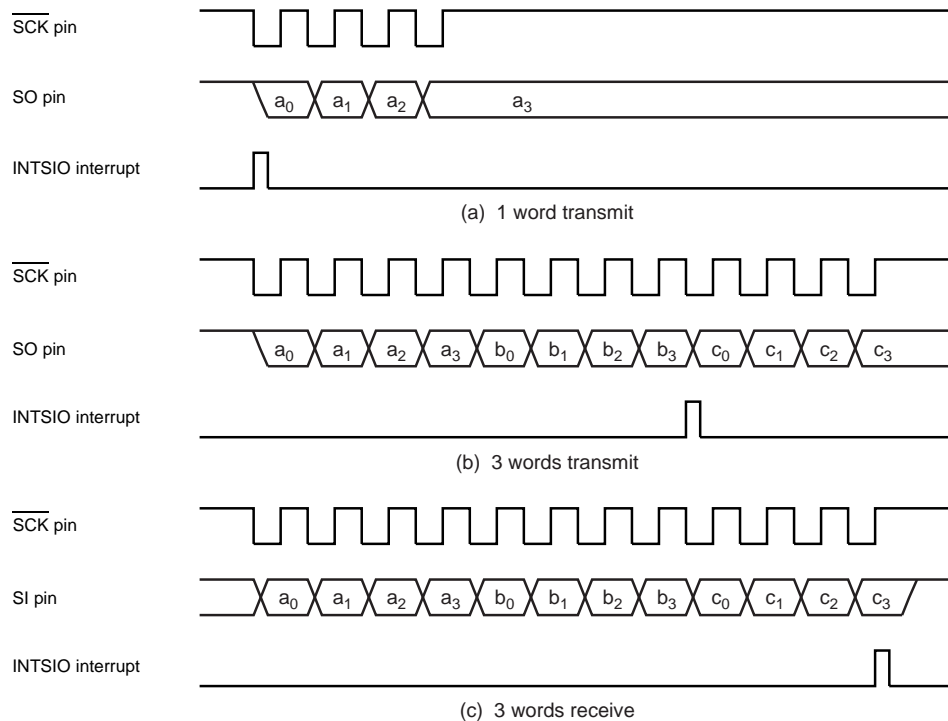 SCK pin
SO pin
a₀ a₁ a₂ a₃
INTSIO interrupt
(a) 1 word transmit
SCK pin
SO pin
a₀ a₁ a₂ a₃ b₀ b₁ b₂ b₃ c₀ c₁ c₂ c₃
INTSIO interrupt
(b) 3 words transmit
SCK pin
SI pin
a₀ a₁ a₂ a₃ b₀ b₁ b₂ b₃ c₀ c₁ c₂ c₃
INTSIO interrupt
(c) 3 words receive